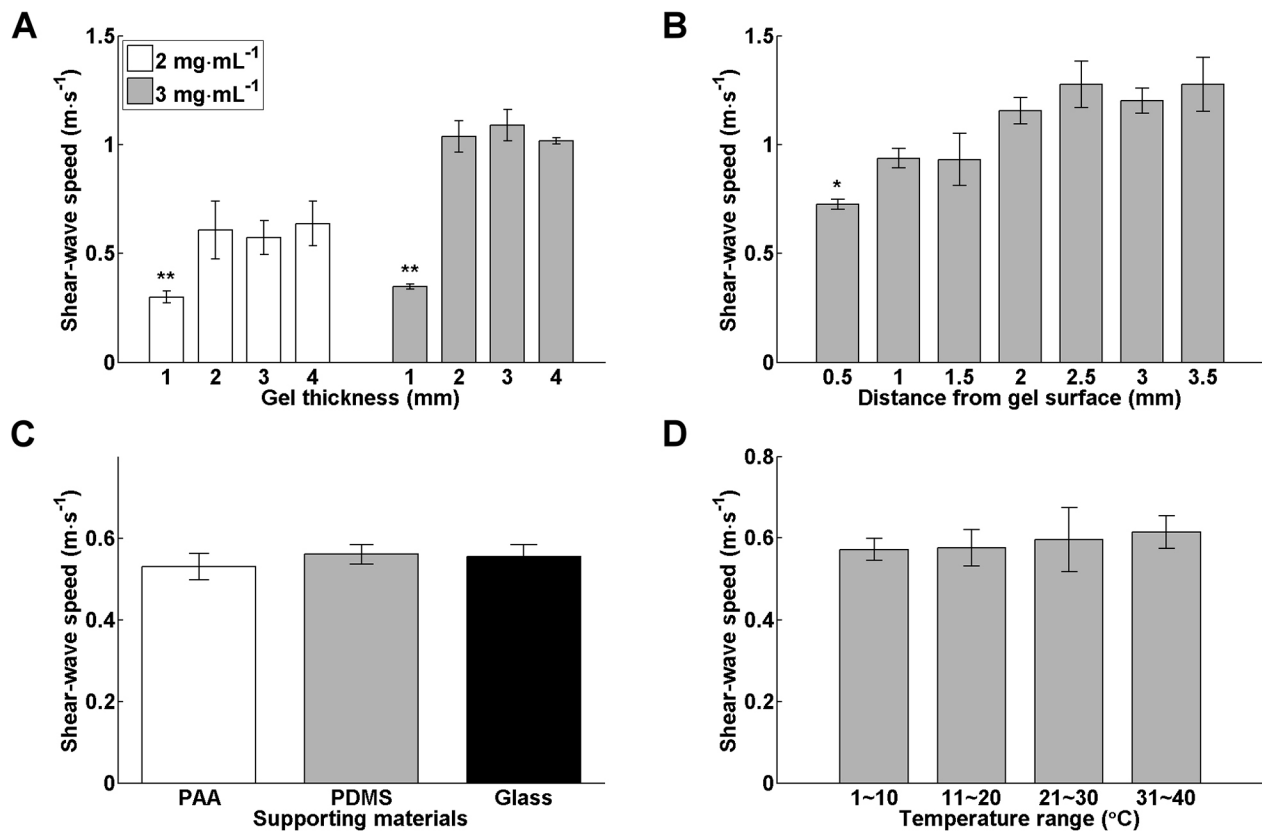 A
1.5
1
0.5
0
Shear-wave speed (m·s⁻¹)
2 mg·mL⁻¹
3 mg·mL⁻¹
**
**
1 2 3 4 1 2 3 4
Gel thickness (mm)
B
1.5
1
0.5
0
Shear-wave speed (m·s⁻¹)
*
0.5 1 1.5 2 2.5 3 3.5
Distance from gel surface (mm)
C
0.6
0.4
0.2
0
Shear-wave speed (m·s⁻¹)
PAA PDMS Glass
Supporting materials
D
0.8
0.6
0.4
0.2
0
Shear-wave speed (m·s⁻¹)
1~10 11~20 21~30 31~40
Temperature range (°C)